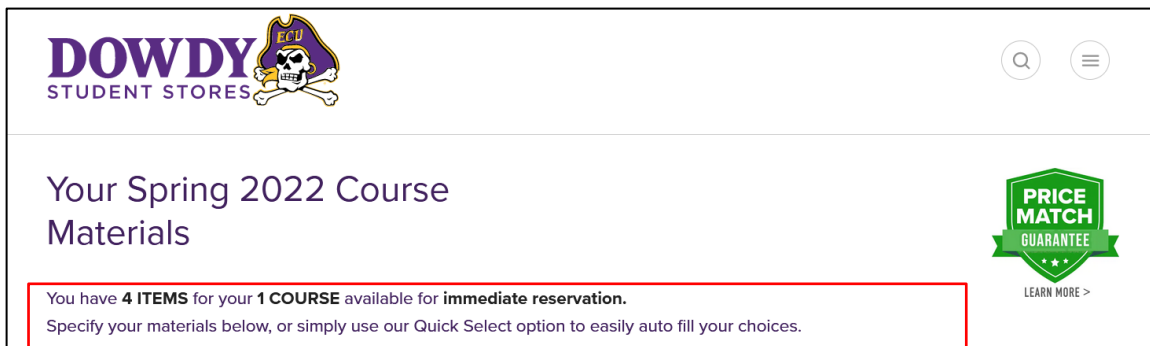 DOWDY
STUDENT STORES
ECU
Your Spring 2022 Course
Materials
PRICE
MATCH
GUARANTEE
LEARN MORE >
You have 4 ITEMS for your 1 COURSE available for immediate reservation.
Specify your materials below, or simply use our Quick Select option to easily auto fill your choices.